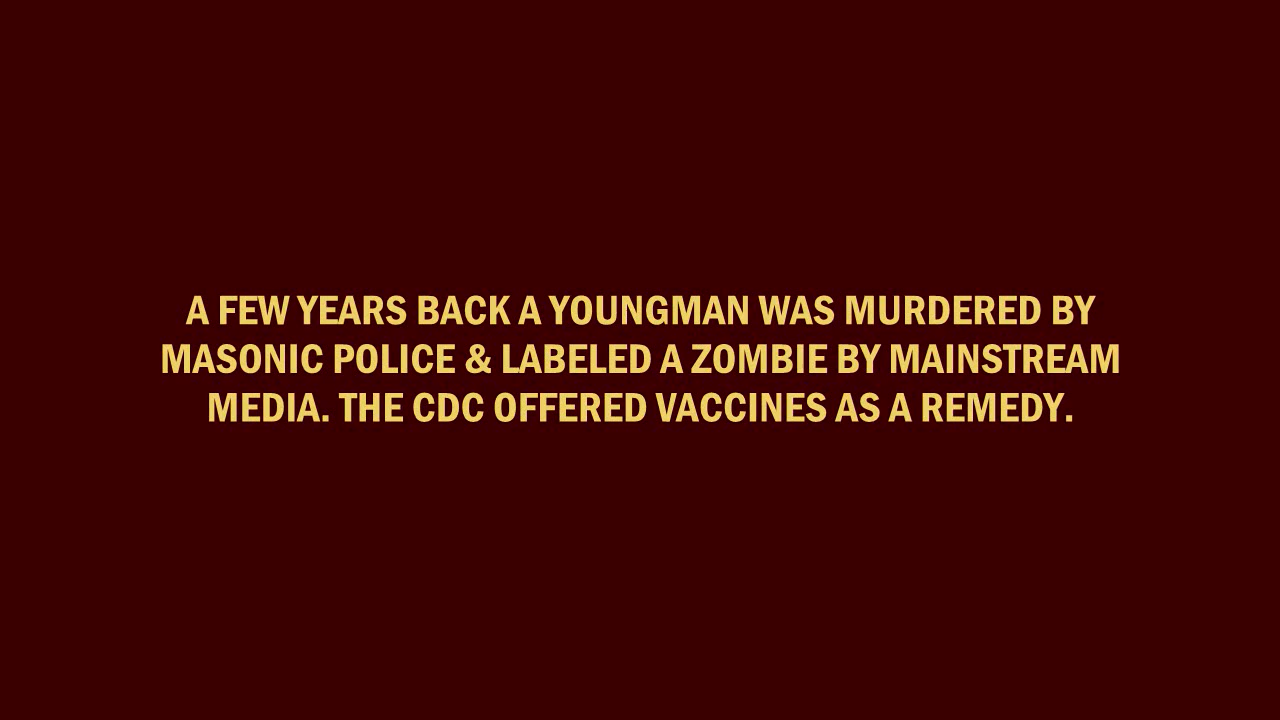 A FEW YEARS BACK A YOUNGMAN WAS MURDERED BY
MASONIC POLICE & LABELED A ZOMBIE BY MAINSTREAM
MEDIA. THE CDC OFFERED VACCINES AS A REMEDY.